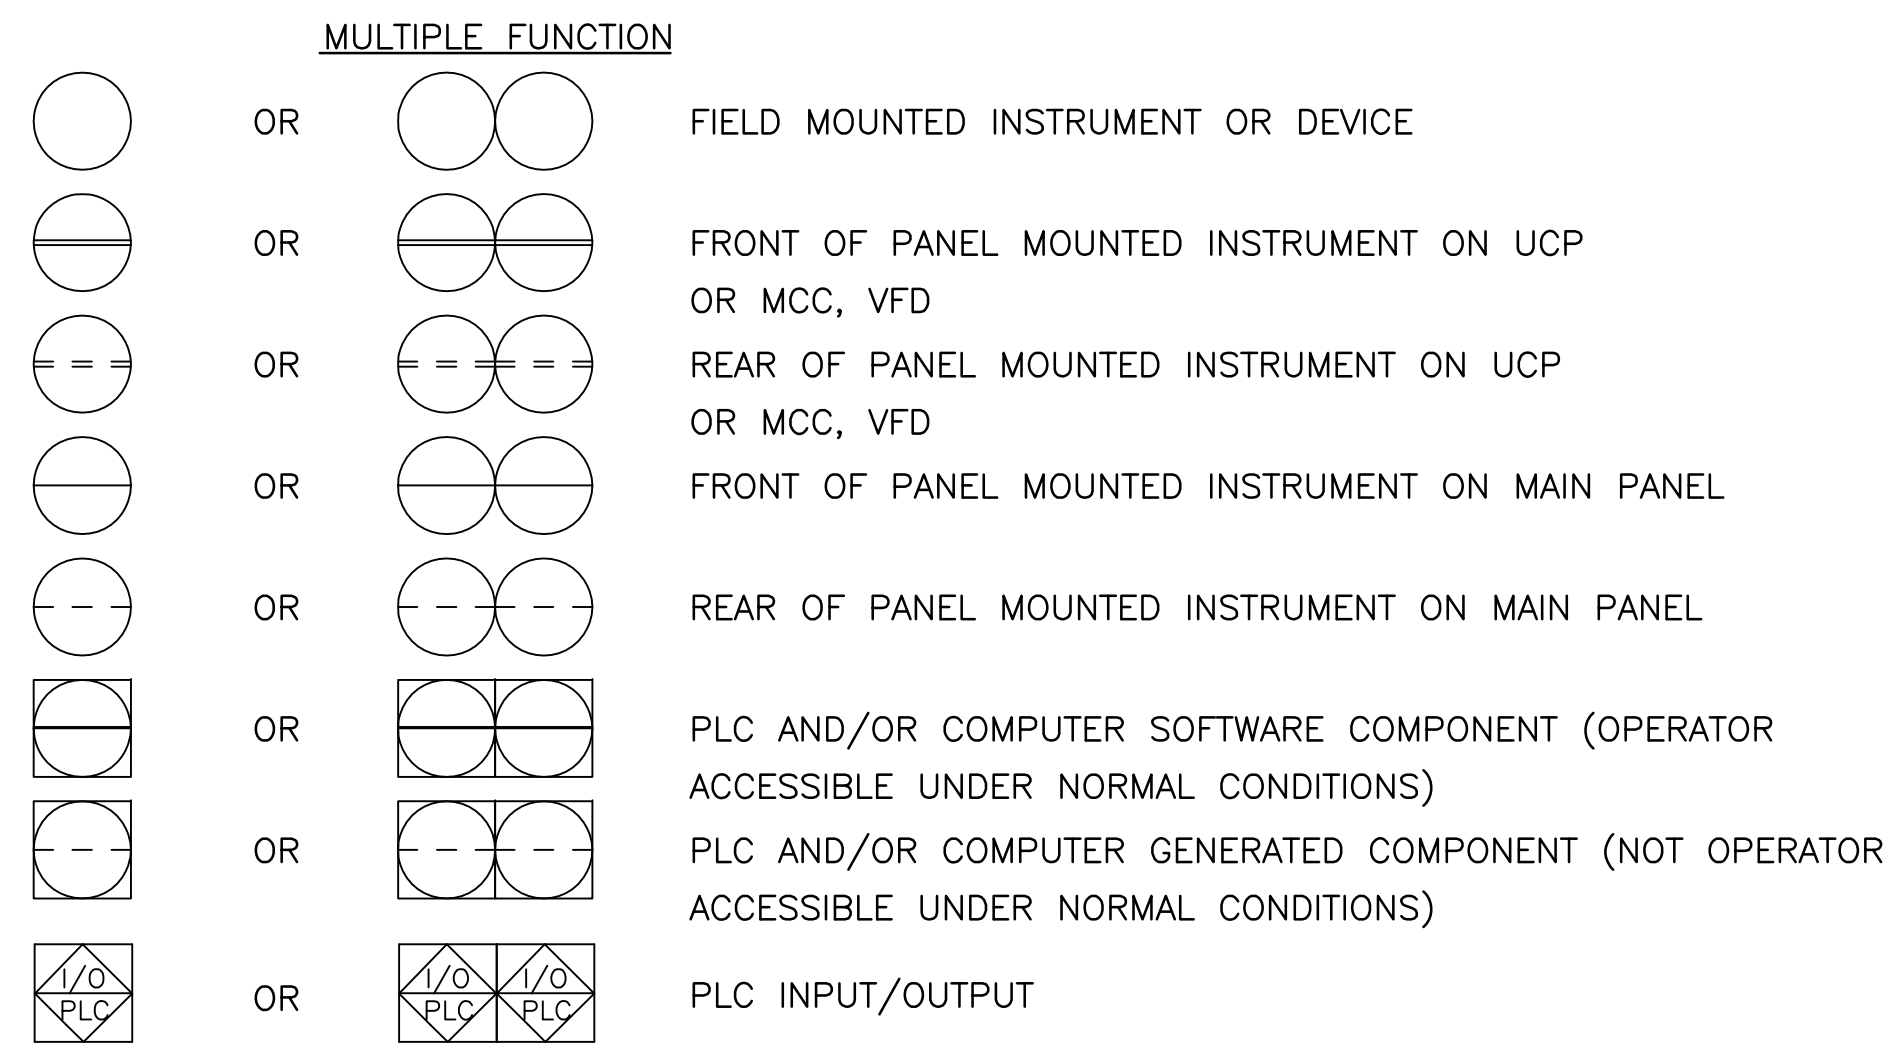 MULTIPLE FUNCTION
OR FIELD MOUNTED INSTRUMENT OR DEVICE
OR FRONT OF PANEL MOUNTED INSTRUMENT ON UCP
OR MCC, VFD
OR REAR OF PANEL MOUNTED INSTRUMENT ON UCP
OR MCC, VFD
OR FRONT OF PANEL MOUNTED INSTRUMENT ON MAIN PANEL
OR REAR OF PANEL MOUNTED INSTRUMENT ON MAIN PANEL
OR PLC AND/OR COMPUTER SOFTWARE COMPONENT (OPERATOR
ACCESSIBLE UNDER NORMAL CONDITIONS)
OR PLC AND/OR COMPUTER GENERATED COMPONENT (NOT OPERATOR
ACCESSIBLE UNDER NORMAL CONDITIONS)
I/O I/O I/O
PLC OR PLC PLC PLC INPUT/OUTPUT